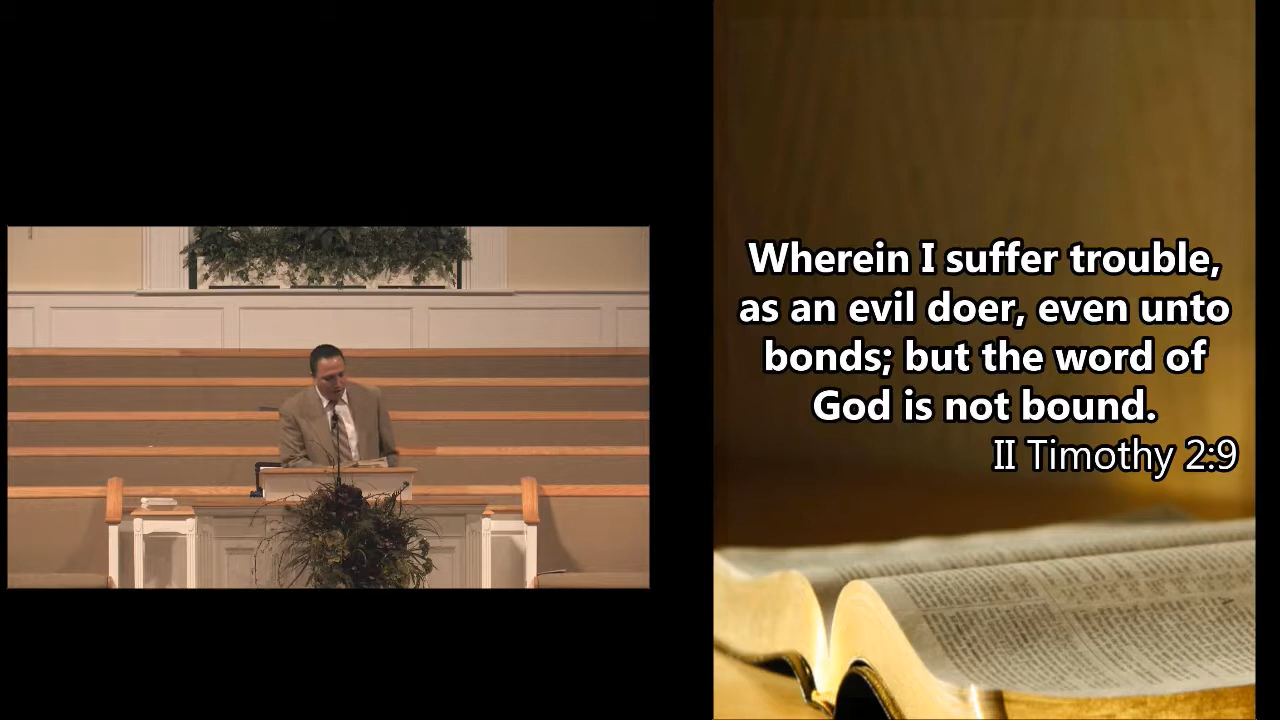 Wherein I suffer trouble,
as an evil doer, even unto
bonds; but the word of
God is not bound.
II Timothy 2:9